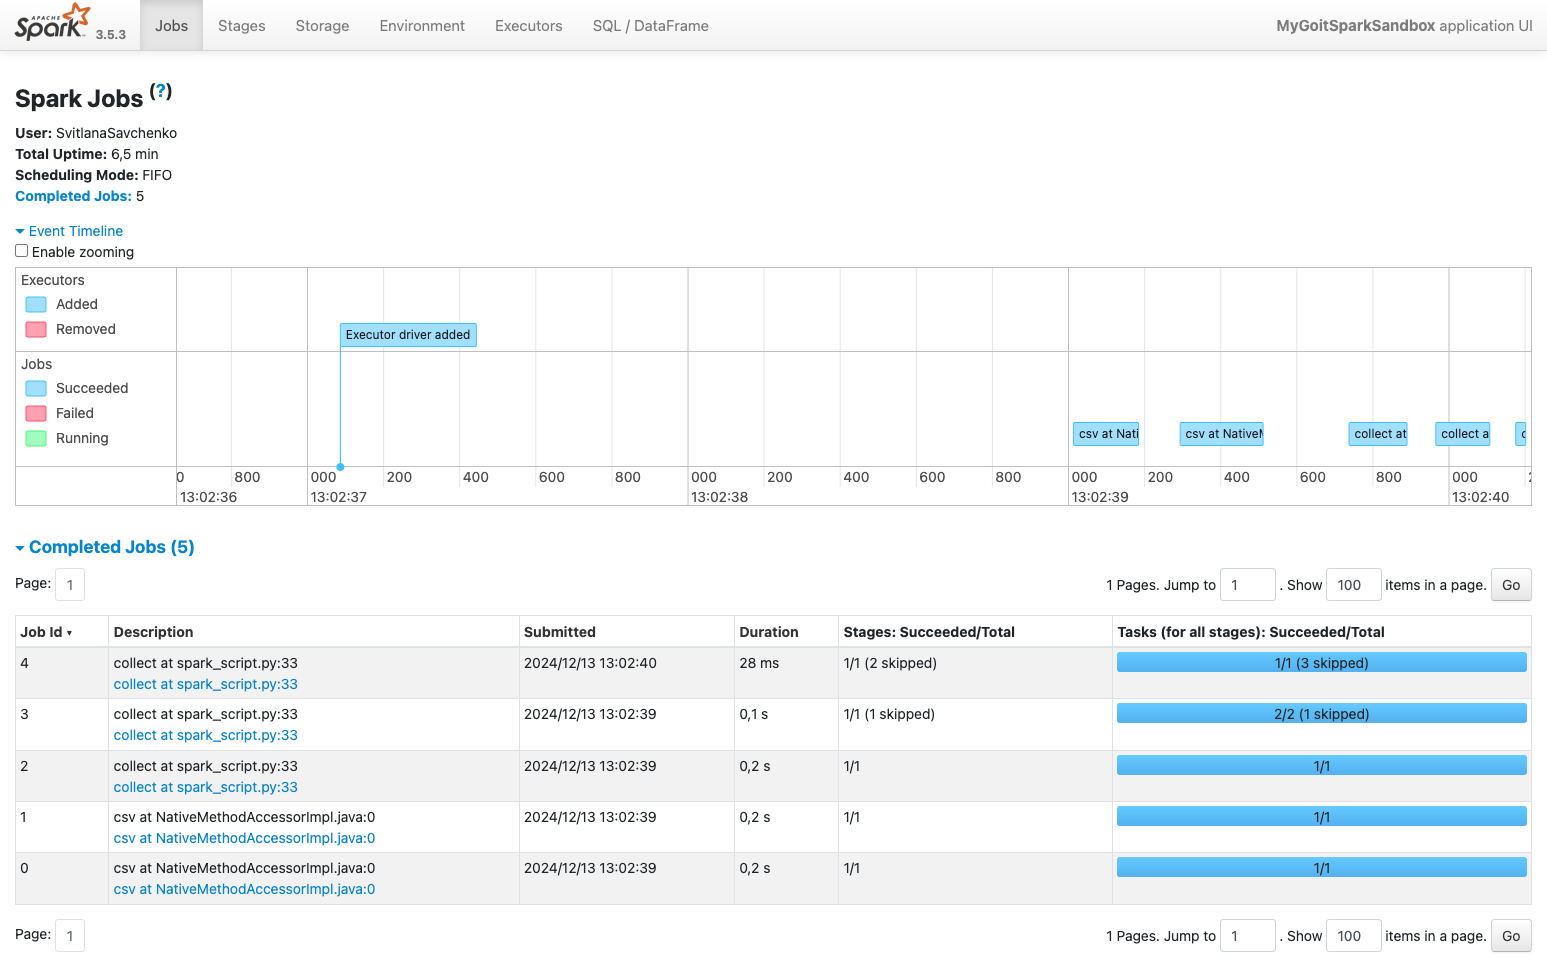 APACHE
Spark 3.5.3 Jobs Stages Storage Environment Executors SQL / DataFrame MyGoitSparkSandbox application UI
Spark Jobs (?)
User: SvitlanaSavchenko
Total Uptime: 6,5 min
Scheduling Mode: FIFO
Completed Jobs: 5
Event Timeline
Enable zooming
Executors
Added
Removed
Executor driver added
Jobs
Succeeded
Failed
Running
csv at Nati csv at Native collect at collect a
0 800 000 200 400 600 800 000 200 400 600 800 000 200 400 600 800 000
13:02:36 13:02:37 13:02:38 13:02:39 13:02:40
Completed Jobs (5)
Page: 1 1 Pages. Jump to 1 . Show 100 items in a page. Go
Job Id Description Submitted Duration Stages: Succeeded/Total Tasks (for all stages): Succeeded/Total
4 collect at spark_script.py:33 2024/12/13 13:02:40 28 ms 1/1 (2 skipped) 1/1 (3 skipped)
collect at spark_script.py:33
3 collect at spark_script.py:33 2024/12/13 13:02:39 0,1 s 1/1 (1 skipped) 2/2 (1 skipped)
collect at spark_script.py:33
2 collect at spark_script.py:33 2024/12/13 13:02:39 0,2 s 1/1 1/1
collect at spark_script.py:33
1 csv at NativeMethodAccessorImpl.java:0 2024/12/13 13:02:39 0,2 s 1/1 1/1
csv at NativeMethodAccessorImpl.java:0
0 csv at NativeMethodAccessorImpl.java:0 2024/12/13 13:02:39 0,2 s 1/1 1/1
csv at NativeMethodAccessorImpl.java:0
Page: 1 1 Pages. Jump to 1 . Show 100 items in a page. Go